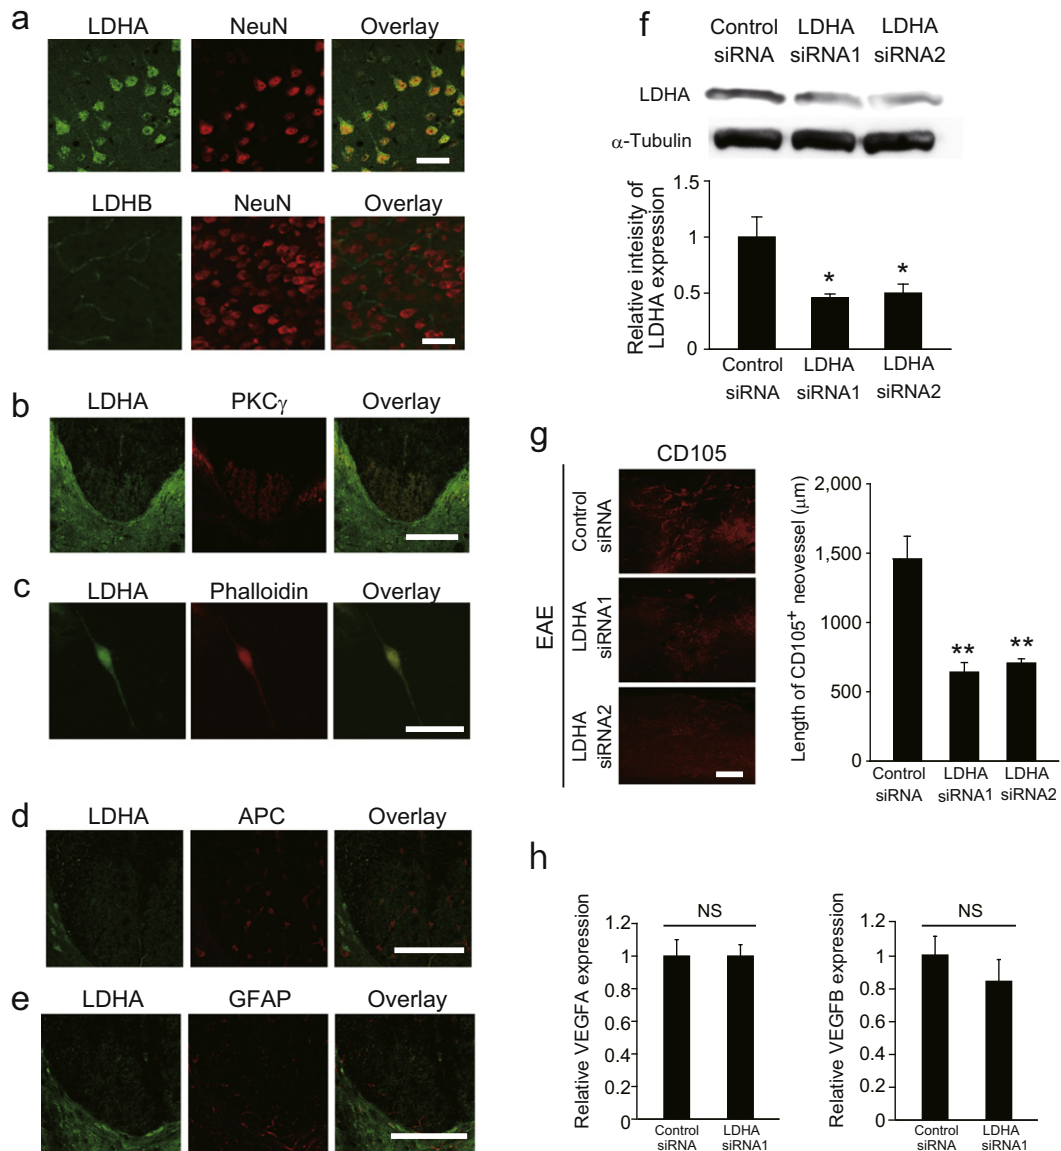 a
LDHA NeuN Overlay
LDHB NeuN Overlay
b
LDHA PKCγ Overlay
c
LDHA Phalloidin Overlay
d
LDHA APC Overlay
e
LDHA GFAP Overlay
f
Control LDHA LDHA
siRNA siRNA1 siRNA2
LDHA
α-Tubulin
Relative inteisity of
LDHA expression
1.5
1
0.5
0
* *
Control LDHA LDHA
siRNA siRNA1 siRNA2
g
CD105
EAE
Control
siRNA
LDHA
siRNA1
LDHA
siRNA2
Length of CD105+ neovessel (μm)
2,000
1,500
1000
500
0
** **
Control LDHA LDHA
siRNA siRNA1 siRNA2
h
Relative VEGFA expression
1.2
1
0.8
0.6
0.4
0.2
0
NS
Control LDHA
siRNA siRNA1
Relative VEGFB expression
1.2
1
0.8
0.6
0.4
0.2
0
NS
Control LDHA
siRNA siRNA1